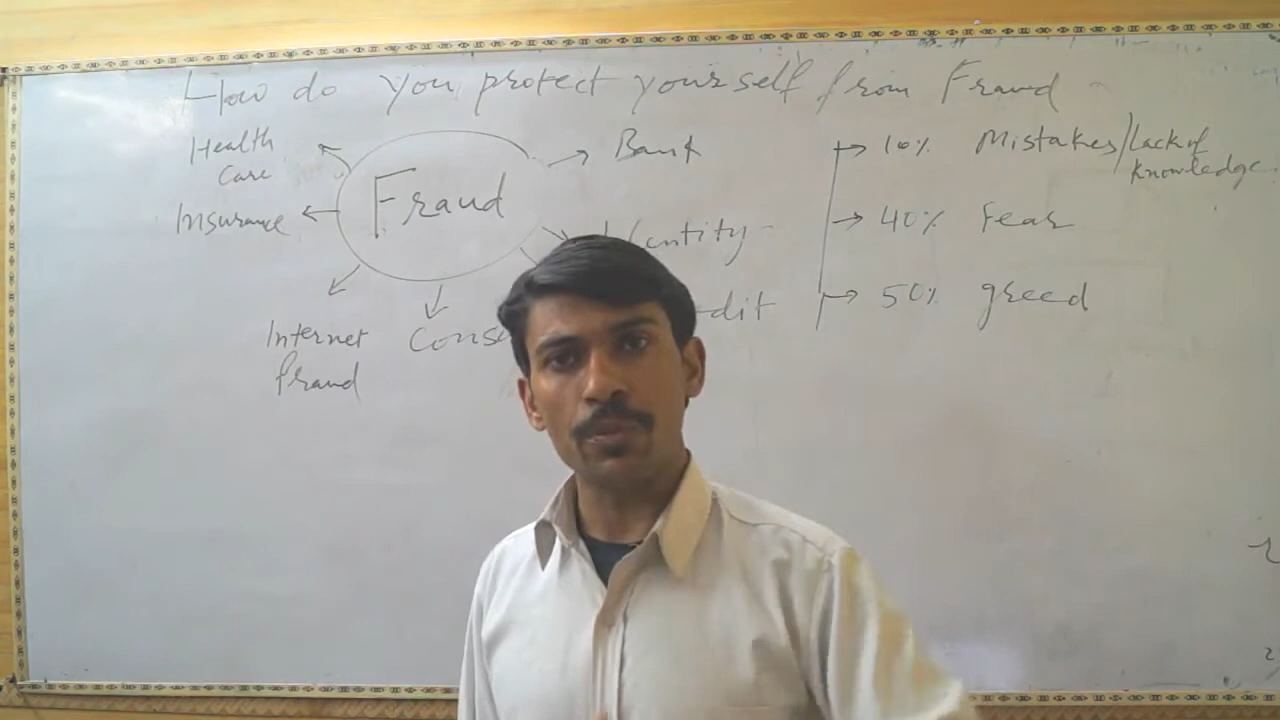 How do you protect yourself from Fraud
Health
Care
Insurance
Internet
fraud
Fraud
Bank
10% Mistakes/Lack of
knowledge.
40% Fear
50% greed